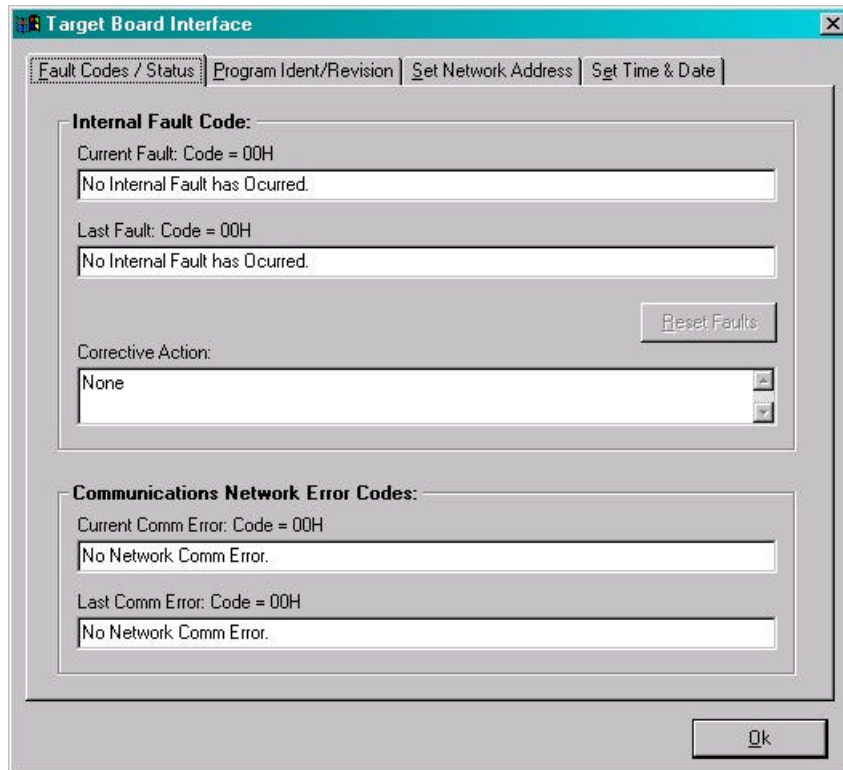 Target Board Interface
Fault Codes / Status Program Ident/Revision Set Network Address Set Time & Date
Internal Fault Code:
Current Fault: Code = 00H
No Internal Fault has Ocurred.
Last Fault: Code = 00H
No Internal Fault has Ocurred.
Reset Faults
Corrective Action:
None
Communications Network Error Codes:
Current Comm Error: Code = 00H
No Network Comm Error.
Last Comm Error: Code = 00H
No Network Comm Error.
Ok